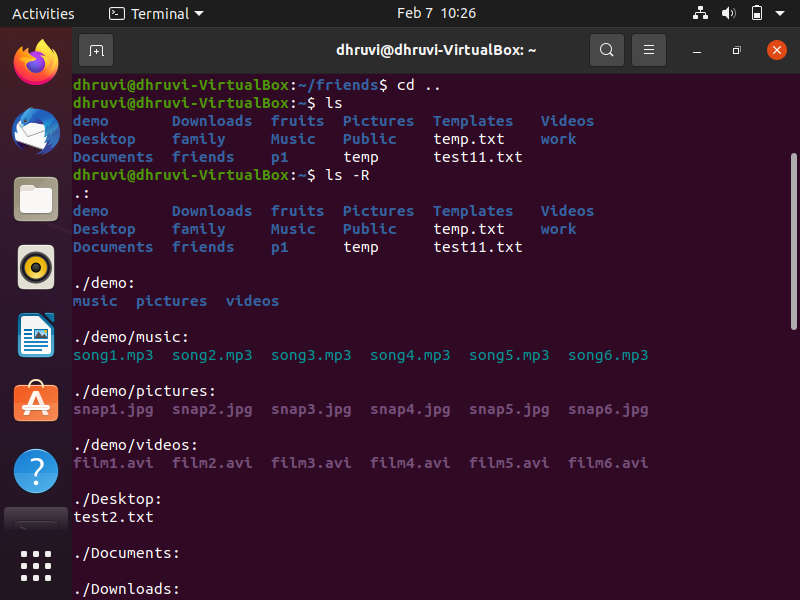 Activities Terminal Feb 7 10:26
dhruvi@dhruvi-VirtualBox: ~
dhruvi@dhruvi-VirtualBox:~/friends$ cd ..
dhruvi@dhruvi-VirtualBox:~$ ls
demo Downloads fruits Pictures Templates Videos
Desktop family Music Public temp.txt work
Documents friends p1 temp test11.txt
dhruvi@dhruvi-VirtualBox:~$ ls -R
.:
demo Downloads fruits Pictures Templates Videos
Desktop family Music Public temp.txt work
Documents friends p1 temp test11.txt
./demo:
music pictures videos
./demo/music:
song1.mp3 song2.mp3 song3.mp3 song4.mp3 song5.mp3 song6.mp3
./demo/pictures:
snap1.jpg snap2.jpg snap3.jpg snap4.jpg snap5.jpg snap6.jpg
./demo/videos:
film1.avi film2.avi film3.avi film4.avi film5.avi film6.avi
./Desktop:
test2.txt
./Documents:
./Downloads: